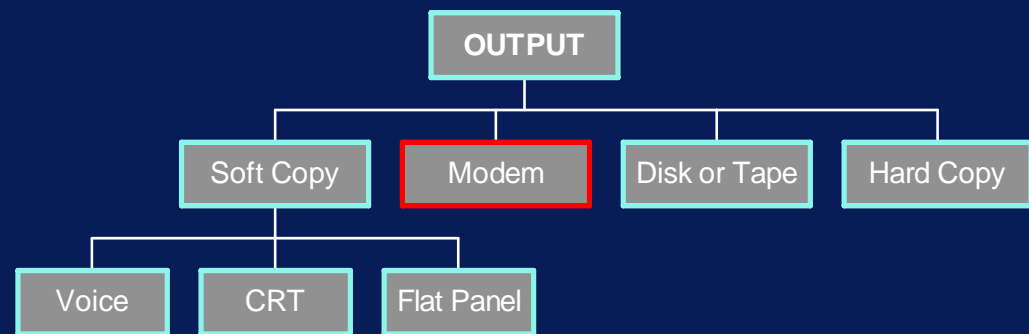 OUTPUT
Soft Copy
Modem
Disk or Tape
Hard Copy
Voice
CRT
Flat Panel